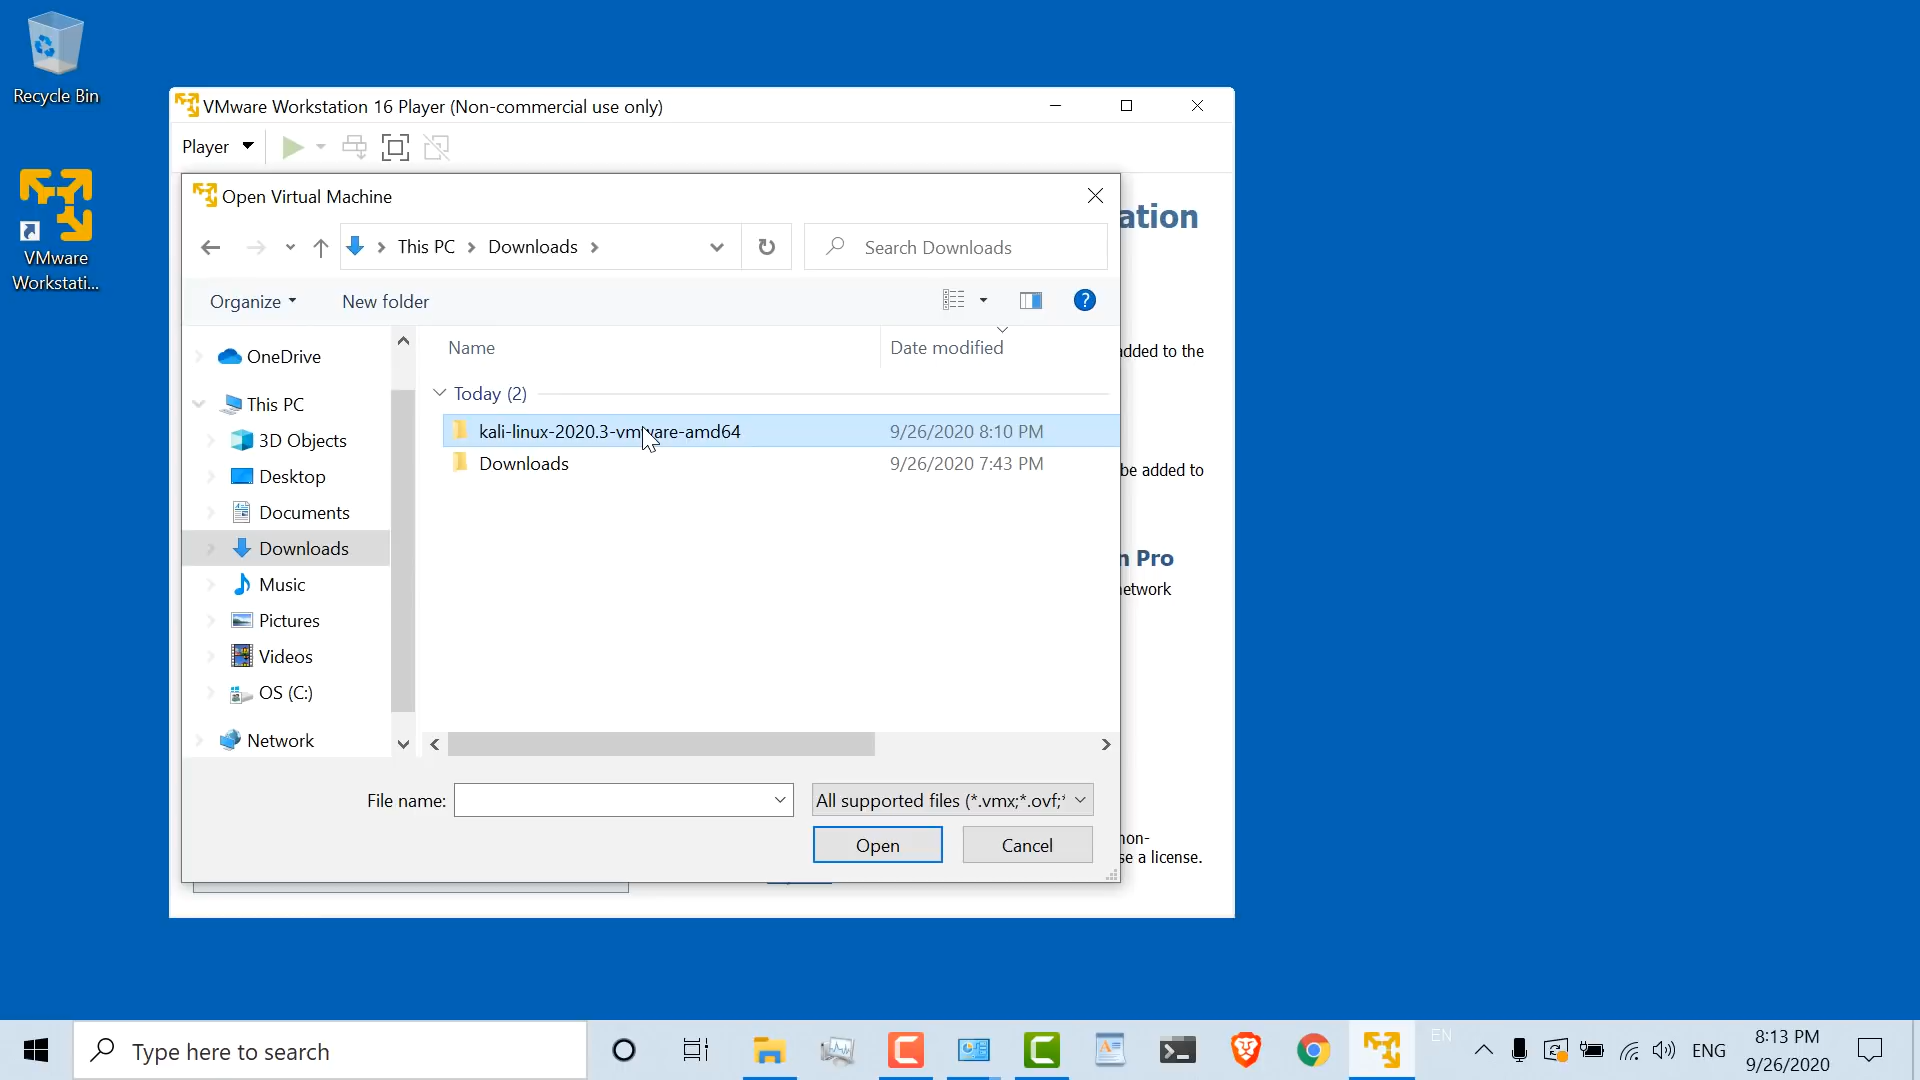 Recycle Bin
VMware
Workstati...
VMware Workstation 16 Player (Non-commercial use only)
Player
Open Virtual Machine
This PC
Downloads
Search Downloads
Organize
New folder
?
Name
Date modified
OneDrive
This PC
3D Objects
Desktop
Documents
Downloads
Music
Pictures
Videos
OS (C:)
Network
Today (2)
kali-linux-2020.3-vmware-amd64 9/26/2020 8:10 PM
Downloads 9/26/2020 7:43 PM
File name:
All supported files (*.vmx;*.ovf;*
Open
Cancel
ation
added to the
be added to
n Pro
network
non-
se a license.
Type here to search
EN
ENG
8:13 PM
9/26/2020